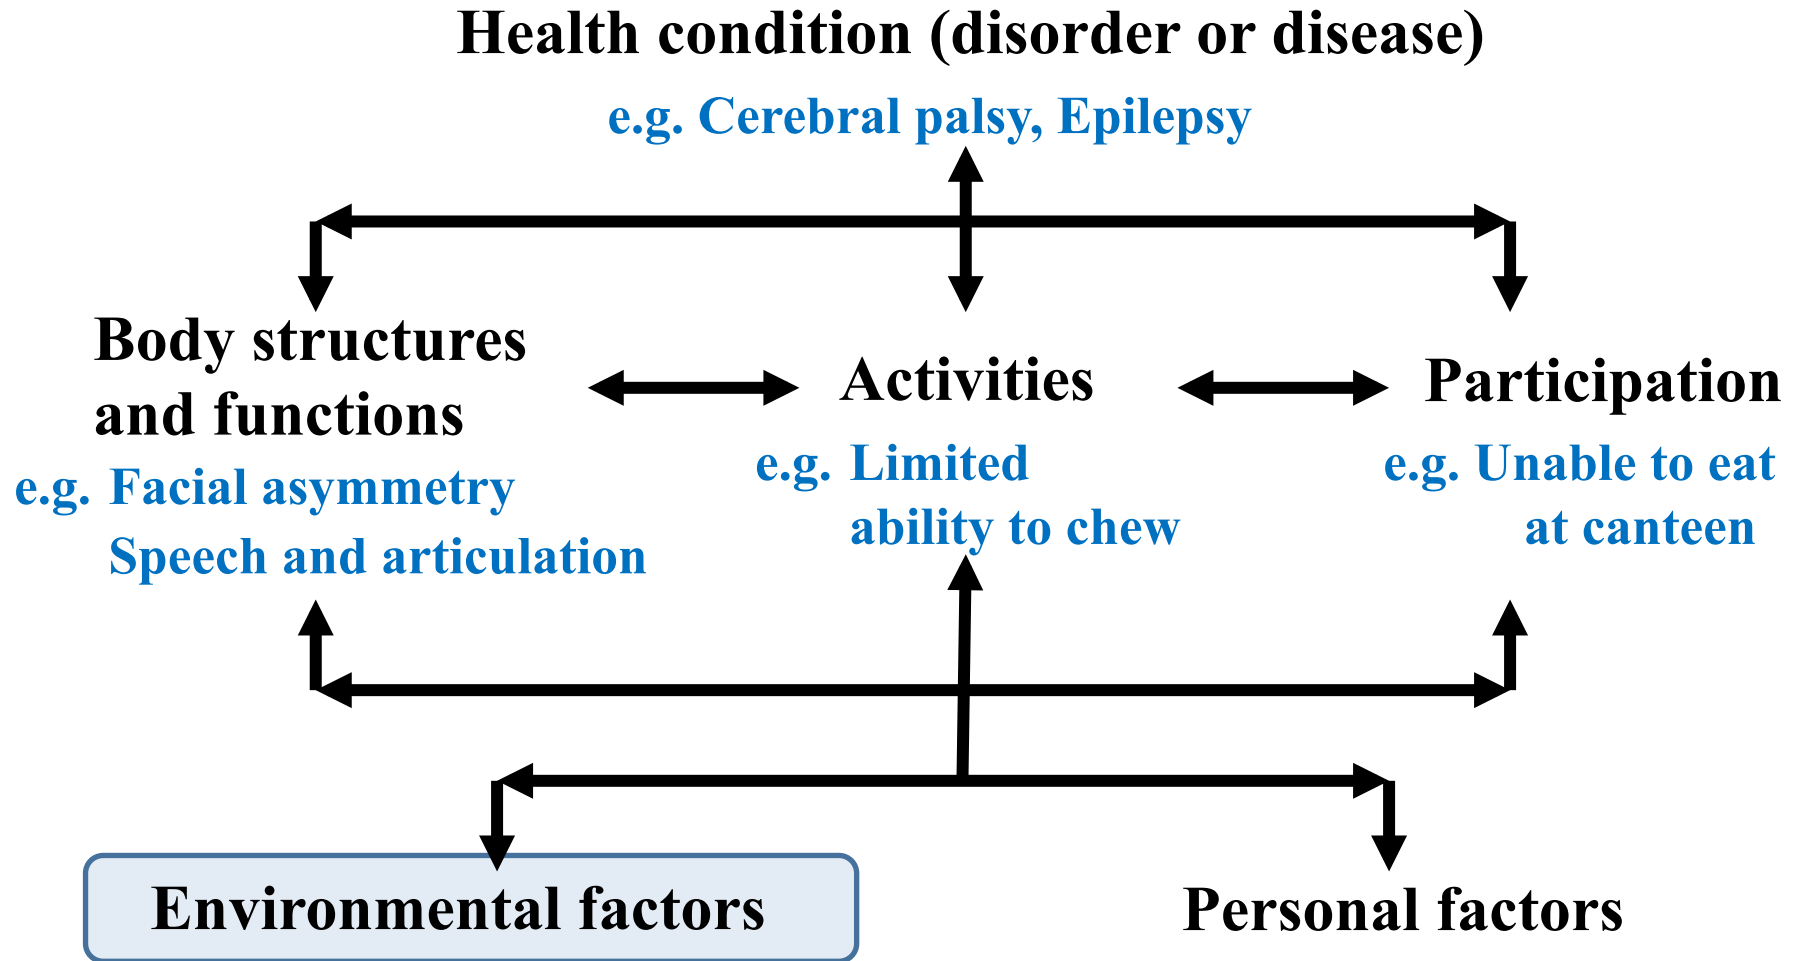 Health condition (disorder or disease)
e.g. Cerebral palsy, Epilepsy
Body structures
and functions
e.g. Facial asymmetry
Speech and articulation
Activities
e.g. Limited
ability to chew
Participation
e.g. Unable to eat
at canteen
Environmental factors
Personal factors